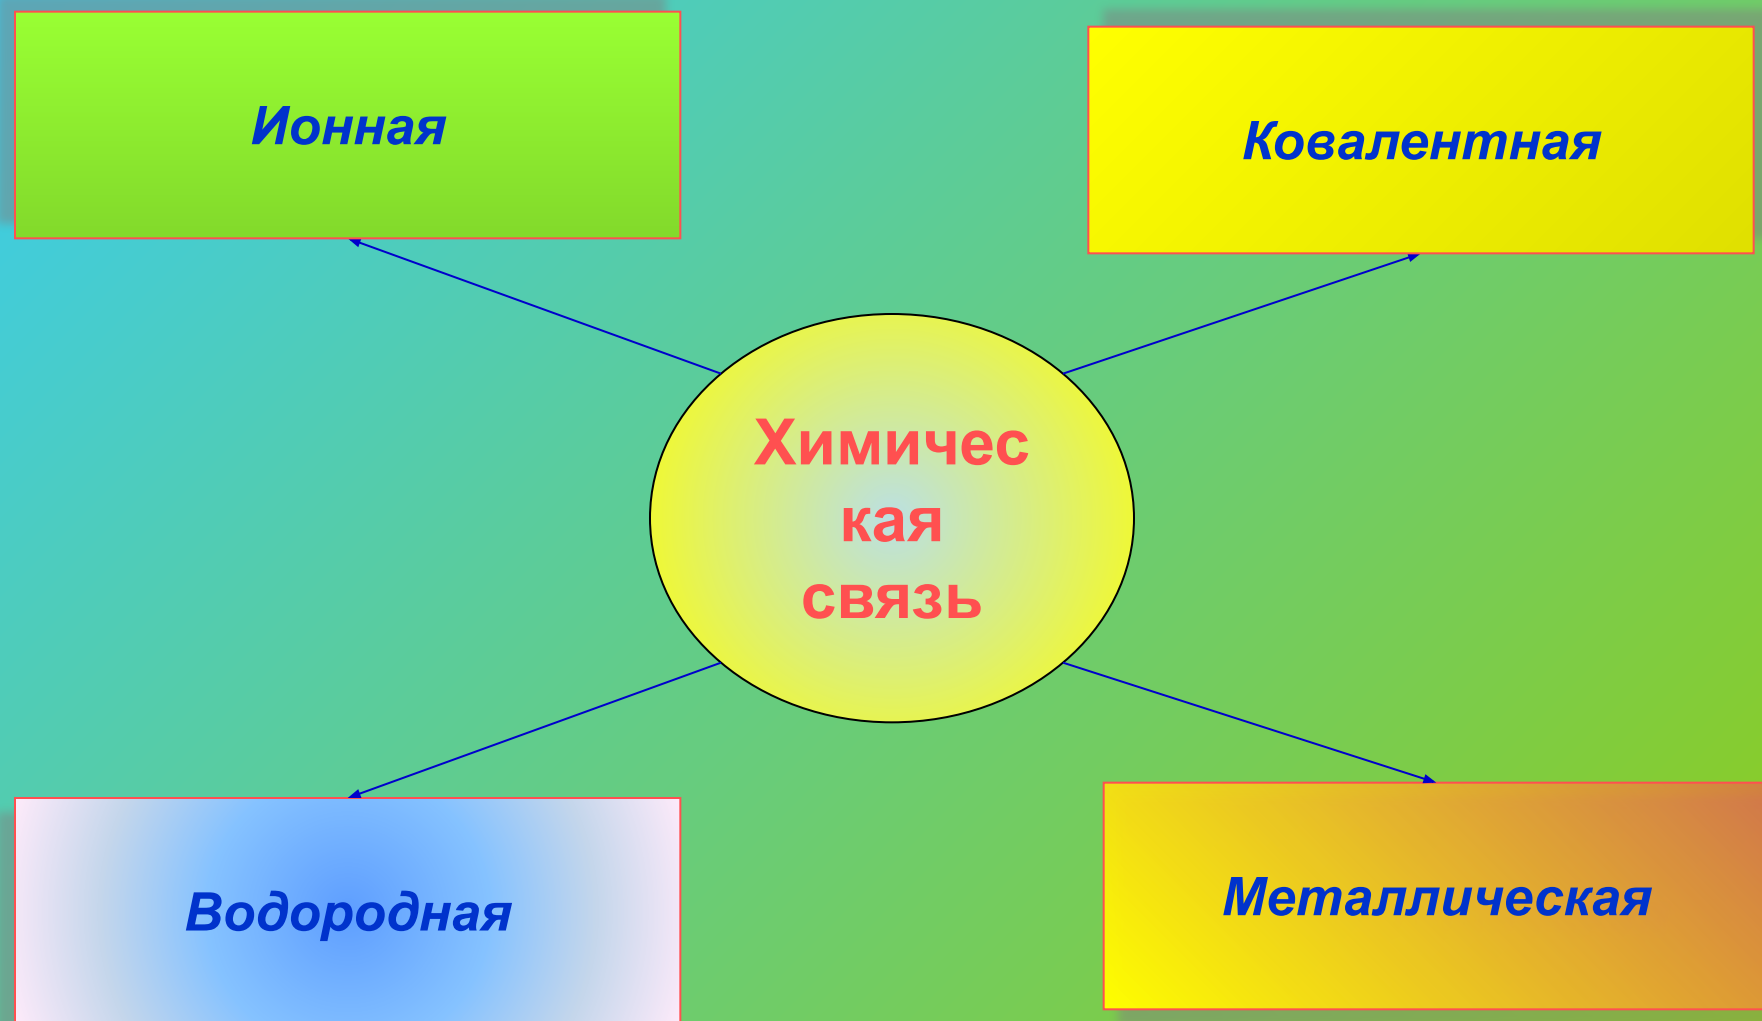 Ионная
Ковалентная
Химичес
кая
связь
Водородная
Металлическая